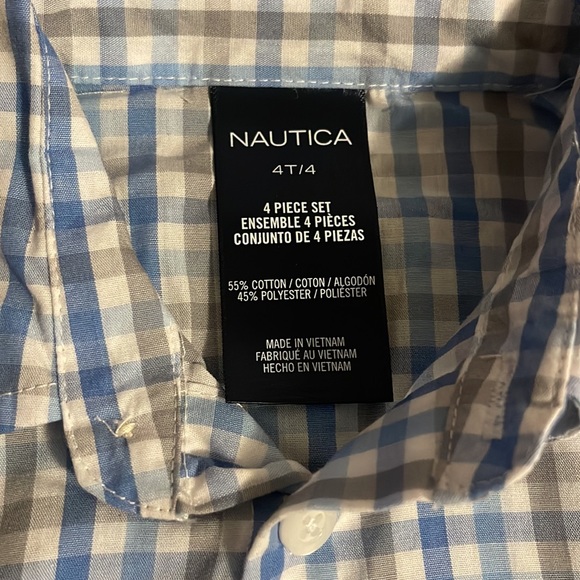 NAUTICA
4T/4
4 PIECE SET
ENSEMBLE 4 PIÈCES
CONJUNTO DE 4 PIEZAS
55% COTTON / COTON / ALGODÓN
45% POLYESTER / POLIÉSTER
MADE IN VIETNAM
FABRIQUÉ AU VIETNAM
HECHO EN VIETNAM